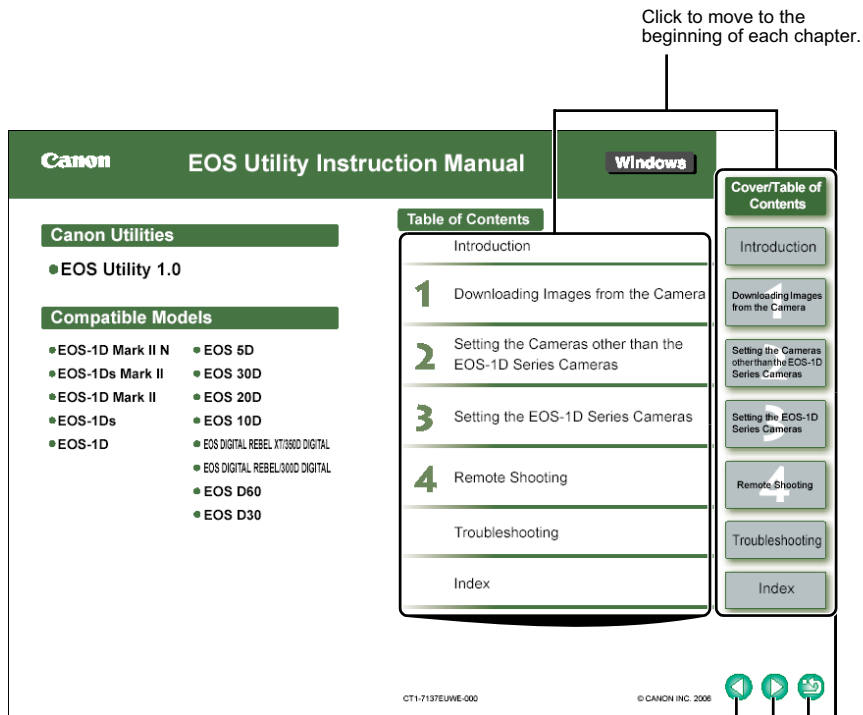 Click to move to the
beginning of each chapter.
Canon
EOS Utility Instruction Manual
Windows
Canon Utilities
EOS Utility 1.0
Compatible Models
EOS-1D Mark II N
EOS-1Ds Mark II
EOS-1D Mark II
EOS-1Ds
EOS-1D
EOS 5D
EOS 30D
EOS 20D
EOS 10D
EOS DIGITAL REBEL XT/350D DIGITAL
EOS DIGITAL REBEL/300D DIGITAL
EOS D60
EOS D30
Table of Contents
Introduction
1 Downloading Images from the Camera
2 Setting the Cameras other than the
EOS-1D Series Cameras
3 Setting the EOS-1D Series Cameras
4 Remote Shooting
Troubleshooting
Index
Cover/Table of
Contents
Introduction
1
Downloading Images
from the Camera
2
Setting the Cameras
other than the EOS-1D
Series Cameras
3
Setting the EOS-1D
Series Cameras
4
Remote Shooting
Troubleshooting
Index
CT1-7137EUWE-000
© CANON INC. 2006